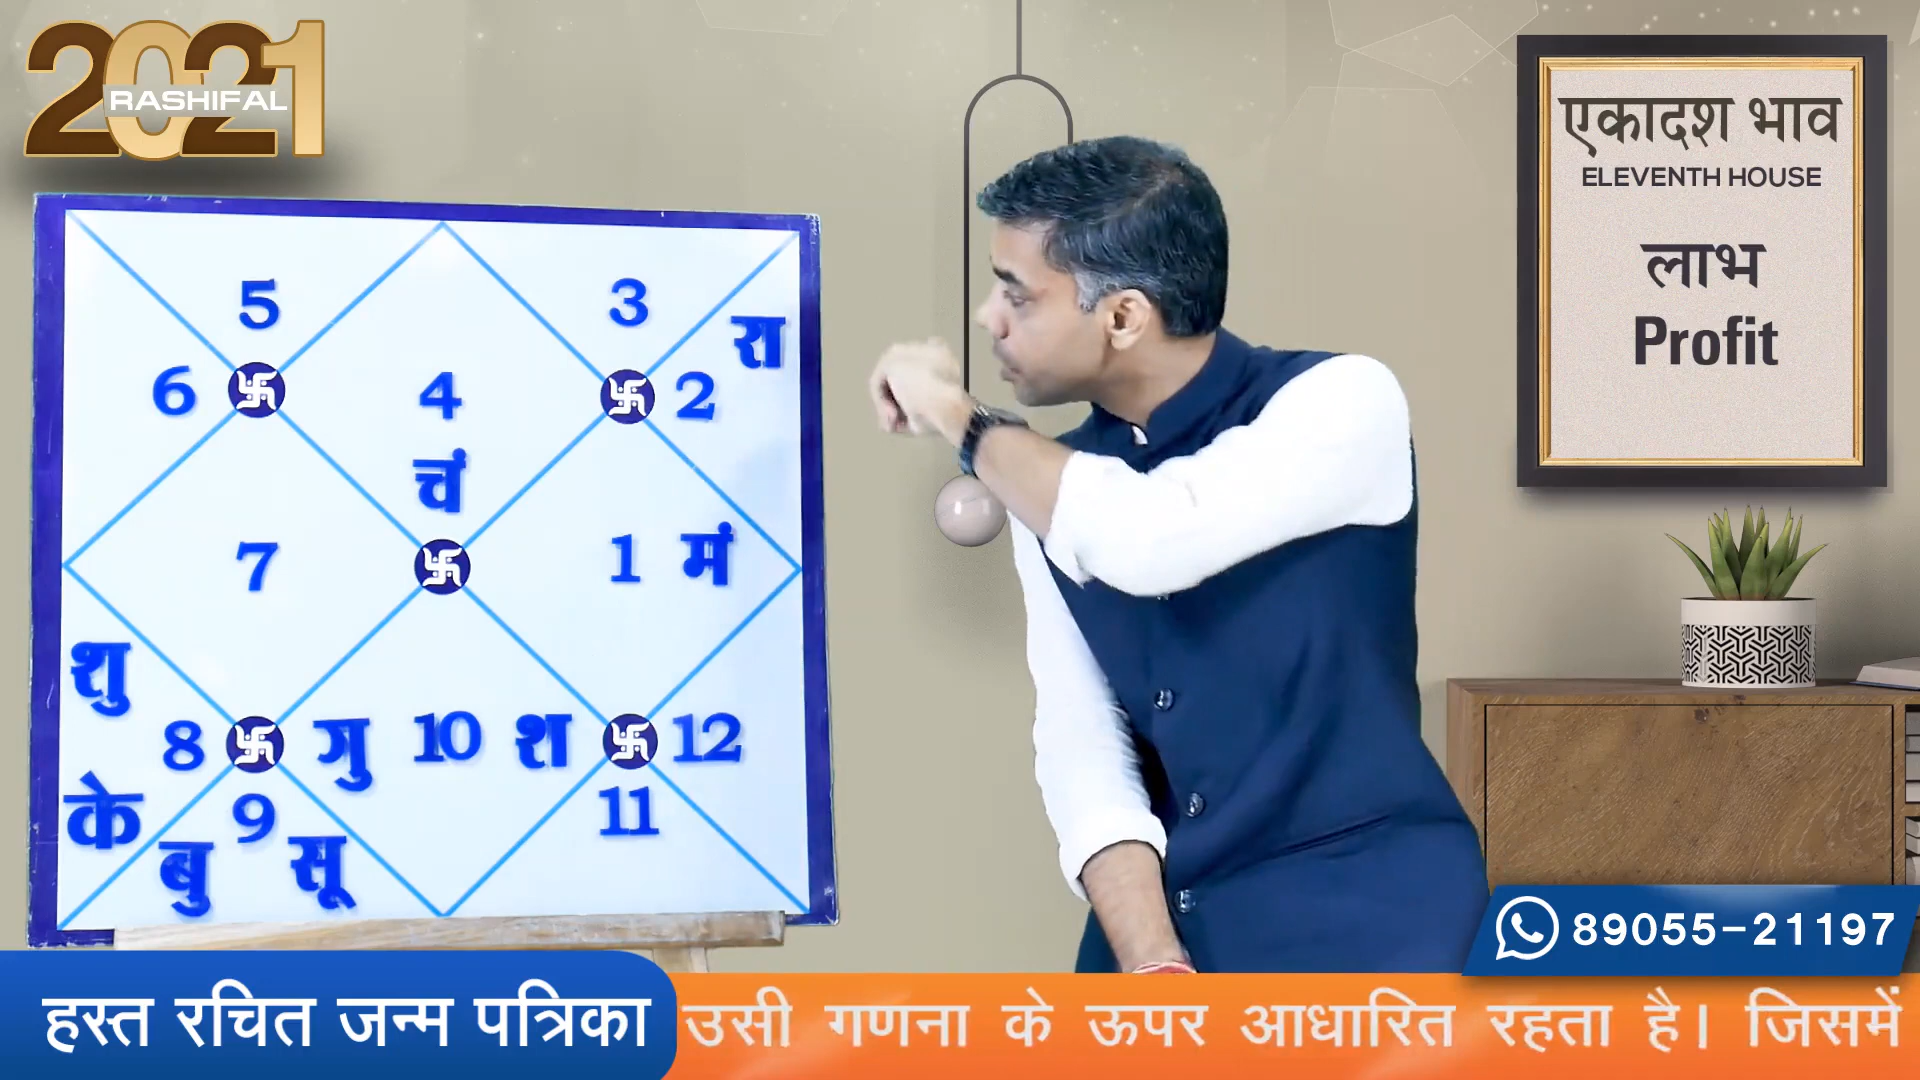 2021
RASHIFAL
एकादश भाव
ELEVENTH HOUSE
लाभ
Profit
5
3
रा
6
4
2
चं
7
1 मं
शु
8
गु 10 श
12
के
9
11
बु
सू
89055-21197
हस्त रचित जन्म पत्रिका
उसी गणना के ऊपर आधारित रहता है। जिसमें